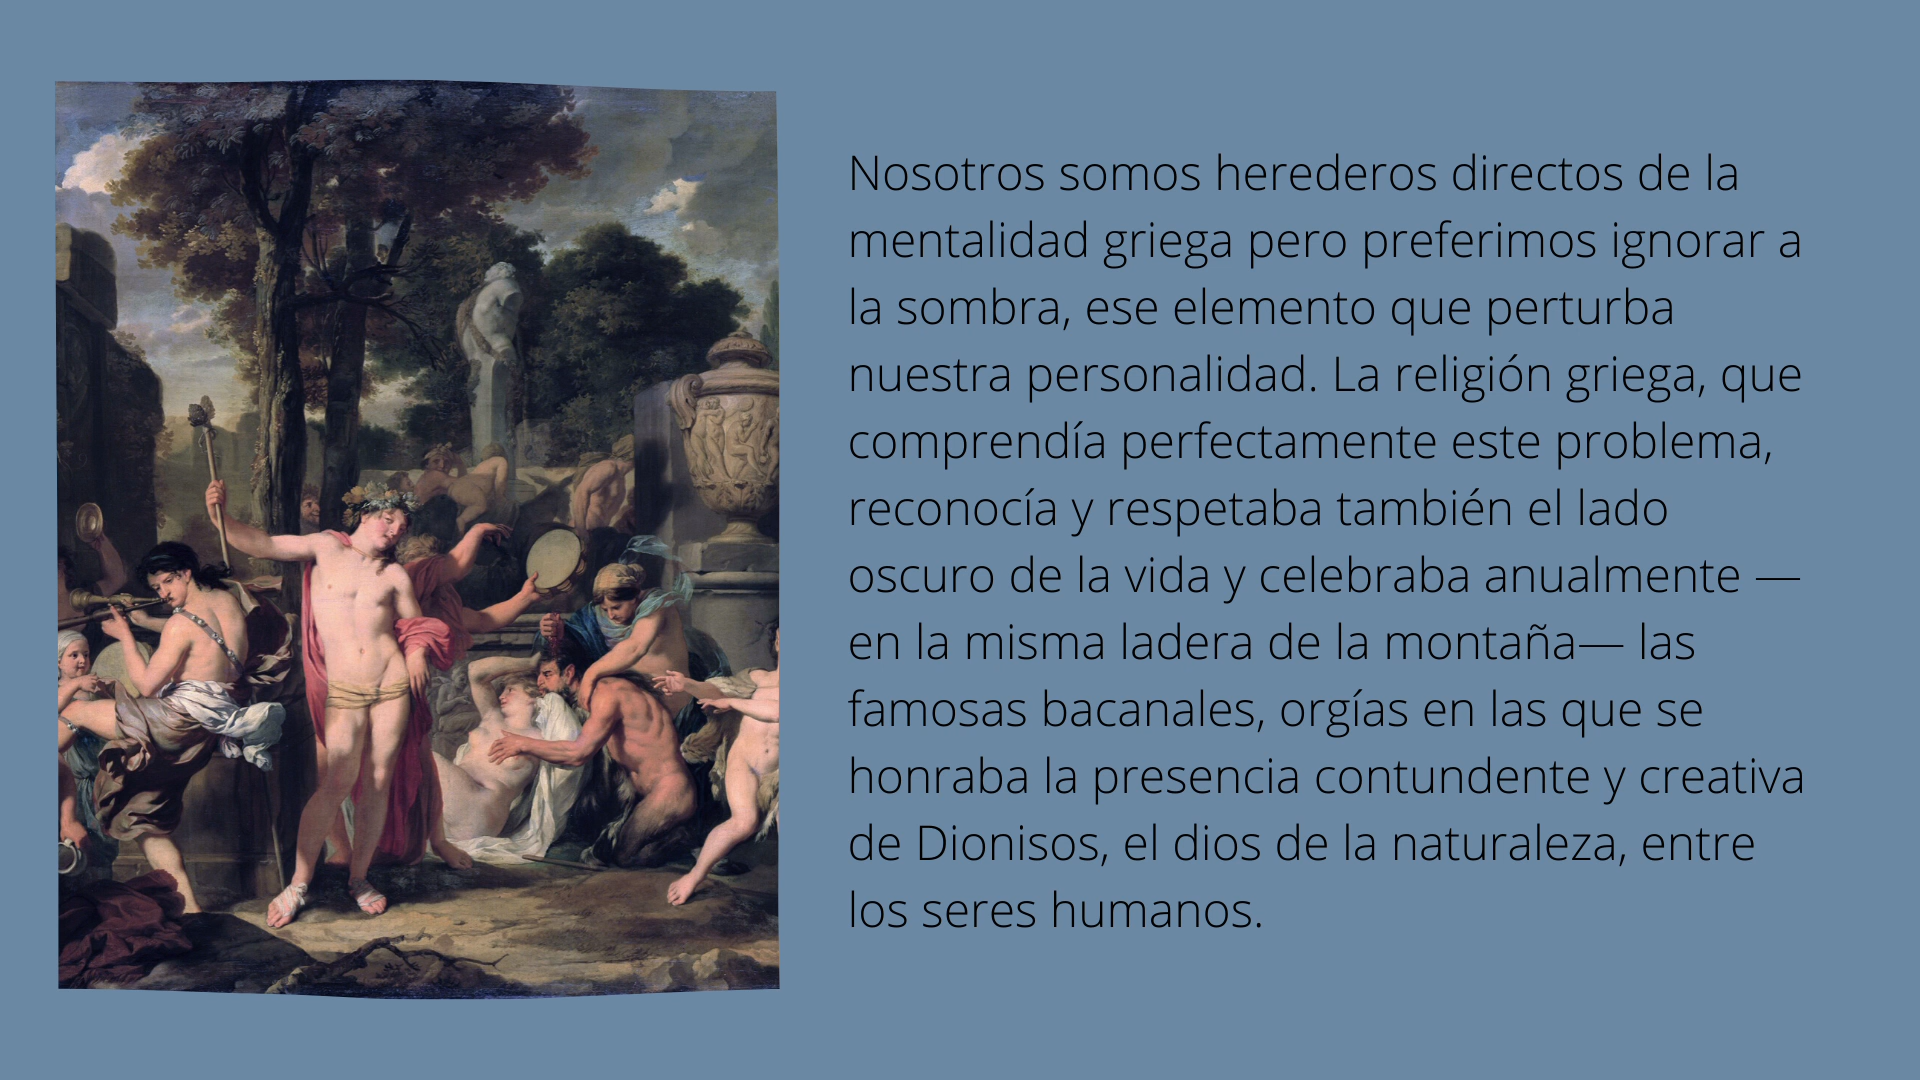 Nosotros somos herederos directos de la
mentalidad griega pero preferimos ignorar a
la sombra, ese elemento que perturba
nuestra personalidad. La religión griega, que
comprendía perfectamente este problema,
reconocía y respetaba también el lado
oscuro de la vida y celebraba anualmente —
en la misma ladera de la montaña— las
famosas bacanales, orgías en las que se
honraba la presencia contundente y creativa
de Dionisos, el dios de la naturaleza, entre
los seres humanos.